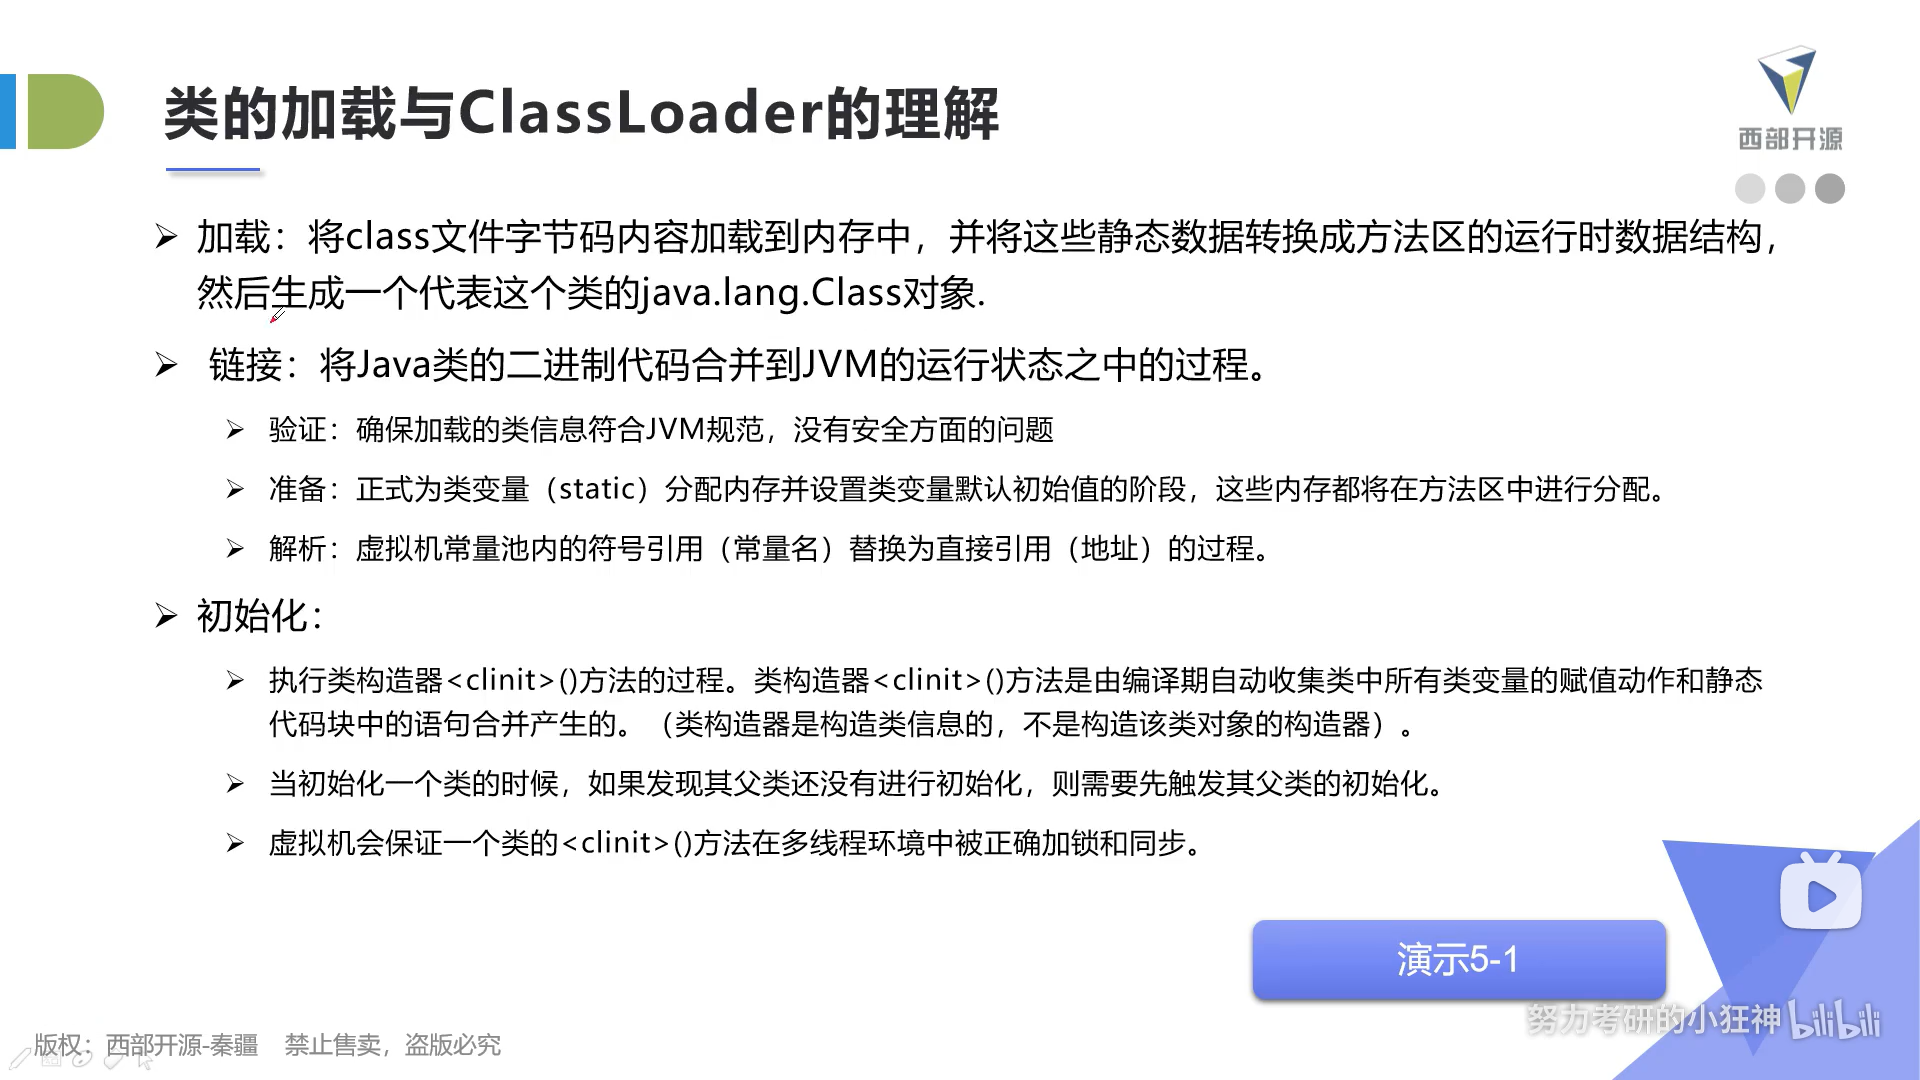 类的加载与ClassLoader的理解
西部开源
加载：将class文件字节码内容加载到内存中，并将这些静态数据转换成方法区的运行时数据结构，
然后生成一个代表这个类的java.lang.Class对象.
链接：将Java类的二进制代码合并到JVM的运行状态之中的过程。
验证：确保加载的类信息符合JVM规范，没有安全方面的问题
准备：正式为类变量（static）分配内存并设置类变量默认初始值的阶段，这些内存都将在方法区中进行分配。
解析：虚拟机常量池内的符号引用（常量名）替换为直接引用（地址）的过程。
初始化：
执行类构造器<clinit>()方法的过程。类构造器<clinit>()方法是由编译期自动收集类中所有类变量的赋值动作和静态
代码块中的语句合并产生的。（类构造器是构造类信息的，不是构造该类对象的构造器）。
当初始化一个类的时候，如果发现其父类还没有进行初始化，则需要先触发其父类的初始化。
虚拟机会保证一个类的<clinit>()方法在多线程环境中被正确加锁和同步。
演示5-1
努力考研的小狂神 bilibili
版权：西部开源-秦疆 禁止售卖，盗版必究